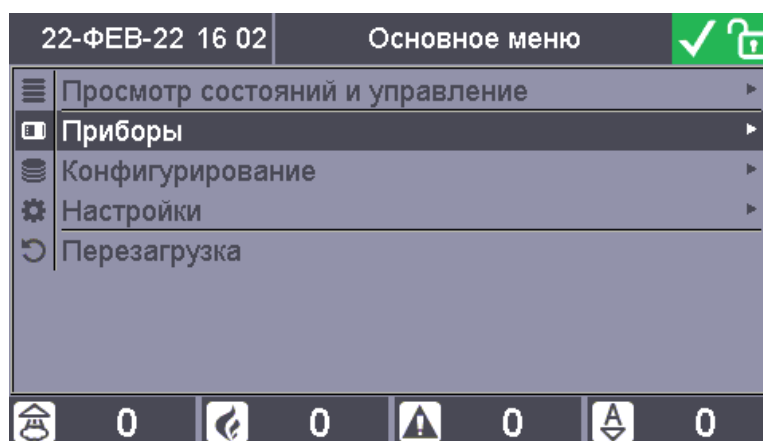 22-ФЕВ-22 16 02 Основное меню
Просмотр состояний и управление
Приборы
Конфигурирование
Настройки
Перезагрузка
0 0 0 A 0